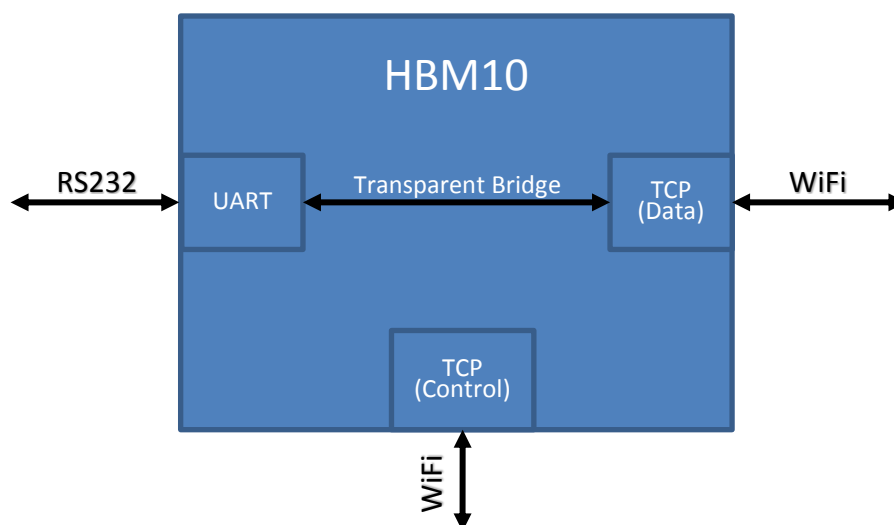 HBM10
RS232
UART
Transparent Bridge
TCP
(Data)
WiFi
TCP
(Control)
WiFi